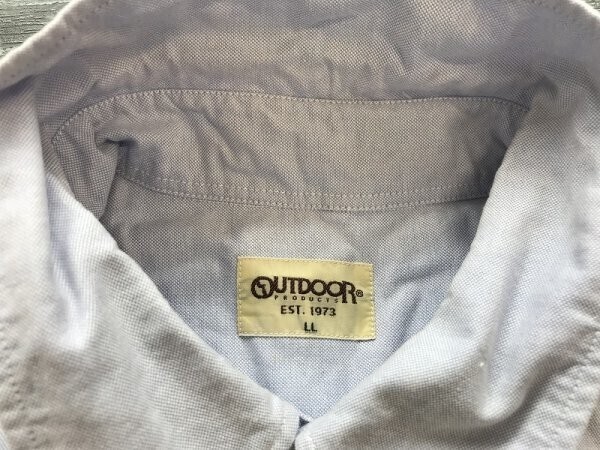 OUTDOOR®
PRODUCTS
EST. 1973
LL